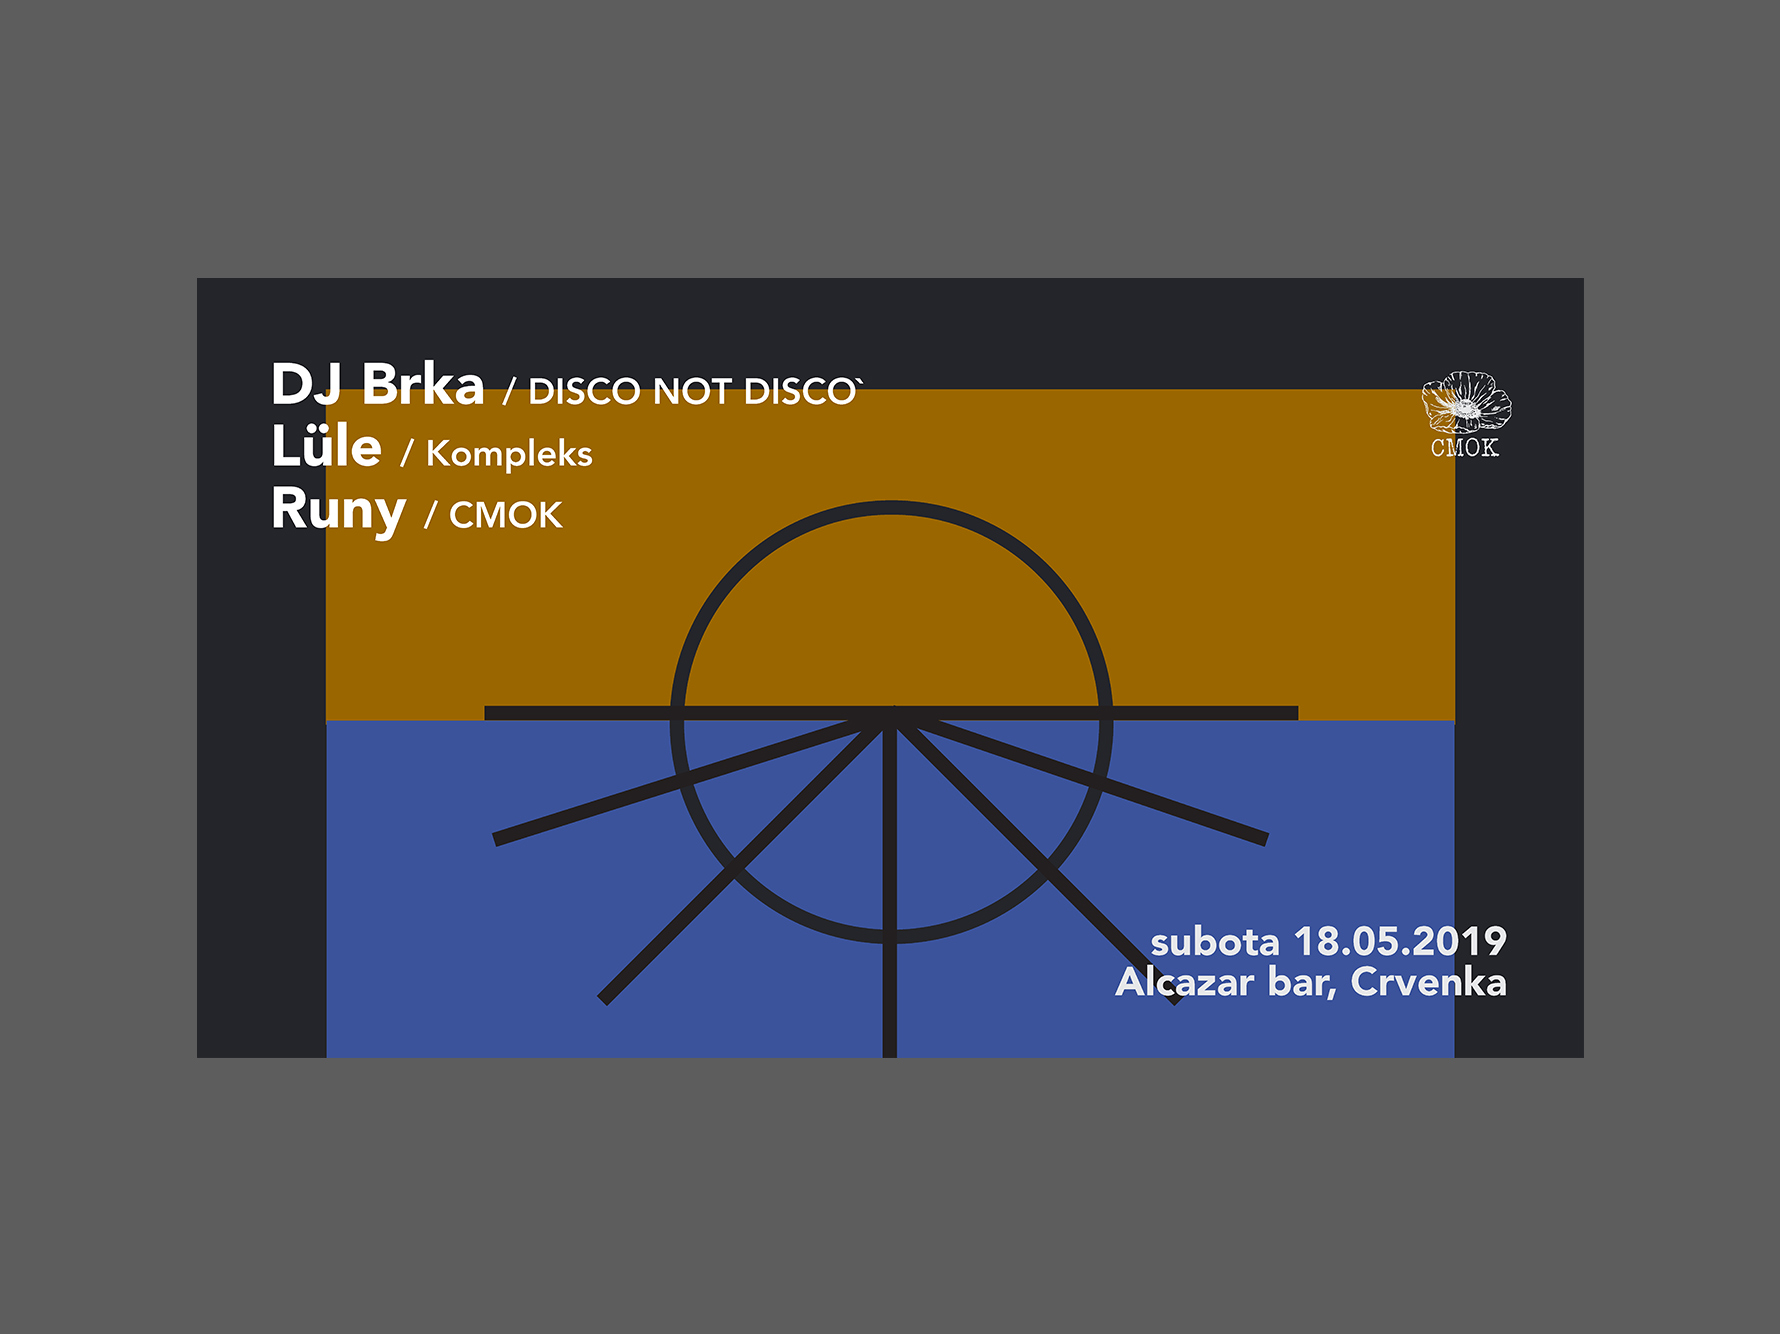 DJ Brka / DISCO NOT DISCO`
Lüle / Kompleks
Runy / CMOK
CMOK
subota 18.05.2019
Alcazar bar, Crvenka